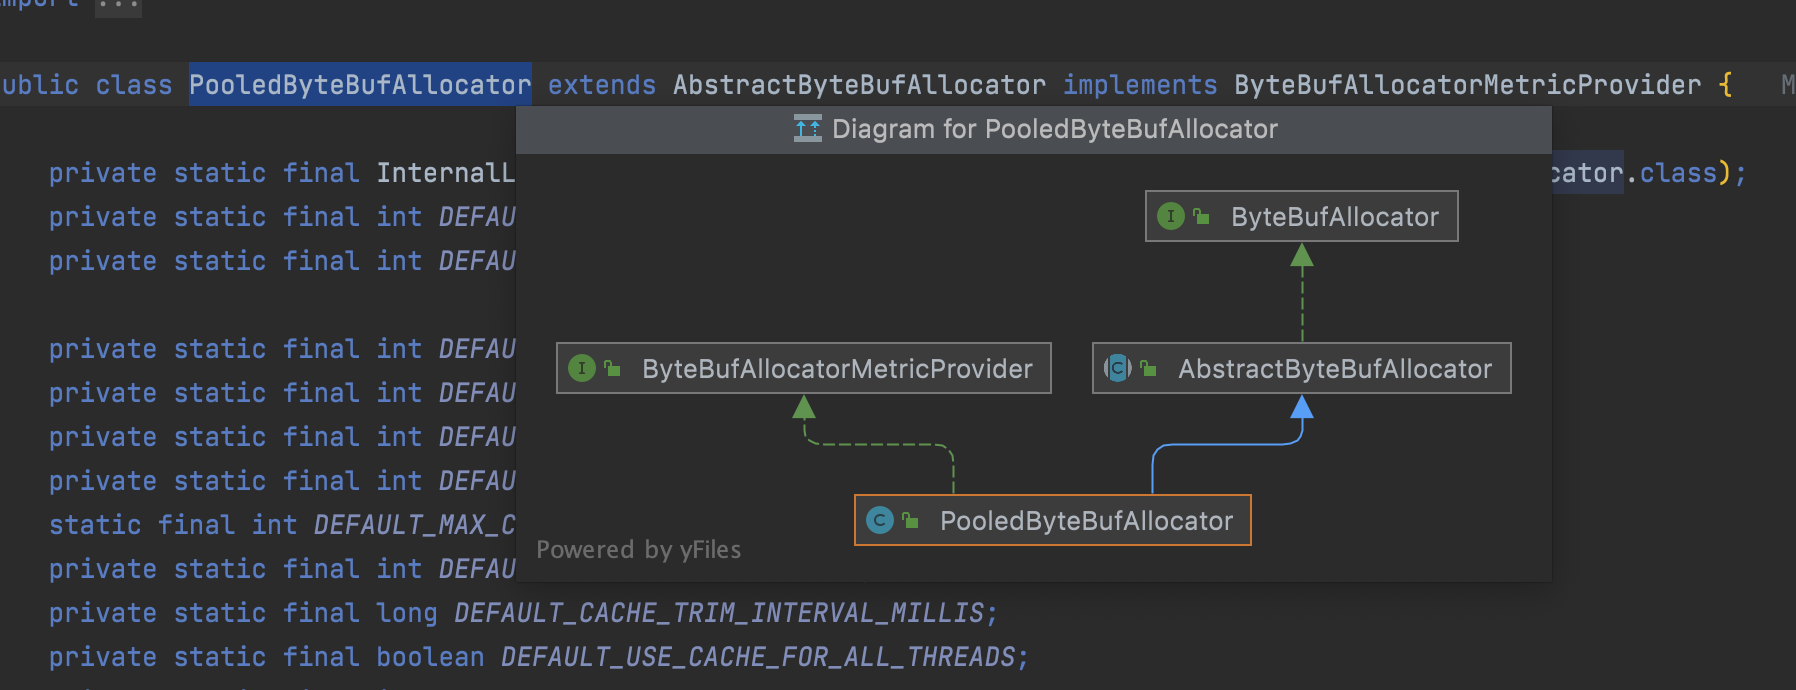 import ...
ublic class PooledByteBufAllocator extends AbstractByteBufAllocator implements ByteBufAllocatorMetricProvider { M
Diagram for PooledByteBufAllocator
private static final InternalL cator.class);
private static final int DEFAU
private static final int DEFAU
private static final int DEFAU
private static final int DEFAU
private static final int DEFAU
private static final int DEFAU
static final int DEFAULT_MAX_C
private static final int DEFAU
private static final long DEFAULT_CACHE_TRIM_INTERVAL_MILLIS;
private static final boolean DEFAULT_USE_CACHE_FOR_ALL_THREADS;
I ByteBufAllocator
I ByteBufAllocatorMetricProvider
C AbstractByteBufAllocator
C PooledByteBufAllocator
Powered by yFiles